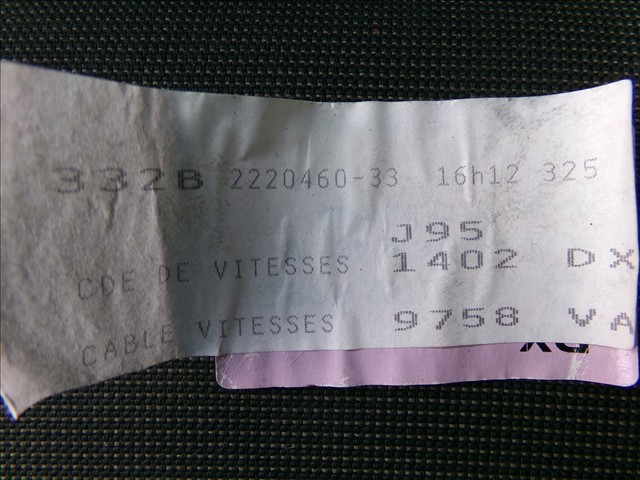 332B 2220460-33 16h12 325
J95
CDE DE VITESSES 1402 DX
CABLE VITESSES 9758 VA